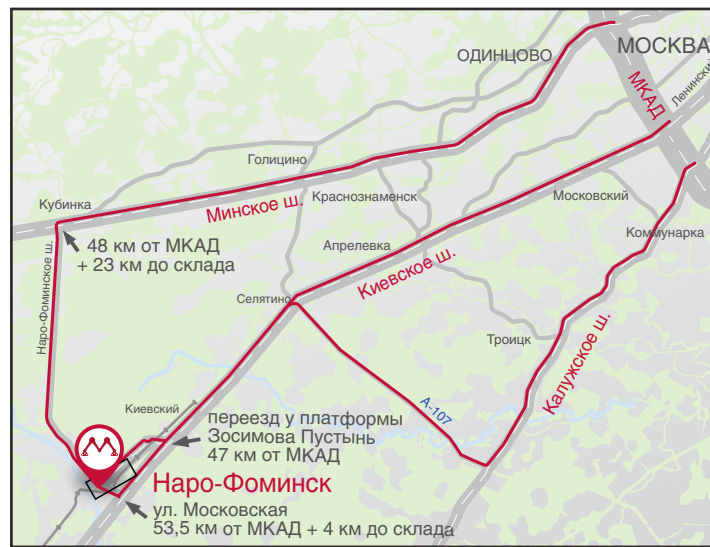 МОСКВА
ОДИНЦОВО
МКАД
Ленинский
Голицино
Кубинка
Минское ш.
Краснознаменск
Московский
Апрелевка
Киевское ш.
Коммунарка
48 км от МКАД
+ 23 км до склада
Наро-Фоминское ш.
Селятино
Троицк
Калужское ш.
А-107
Киевский
переезд у платформы
Зосимова Пустынь
47 км от МКАД
Наро-Фоминск
ул. Московская
53,5 км от МКАД + 4 км до склада